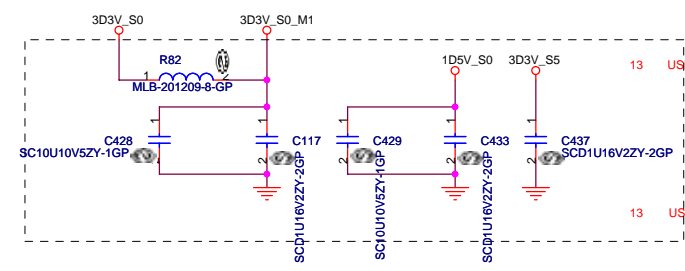 3D3V_S0
3D3V_S0_M1
R82
1
2
MLB-201209-8-GP
1D5V_S0
3D3V_S5
13
US
1
C428
SC10U10V5ZY-1GP
2
1
C117
2
SCD1U16V2ZY-2GP
1
C429
2
SC10U10V5ZY-1GP
1
C433
2
SCD1U16V2ZY-2GP
1
C437
SCD1U16V2ZY-2GP
2
13
US